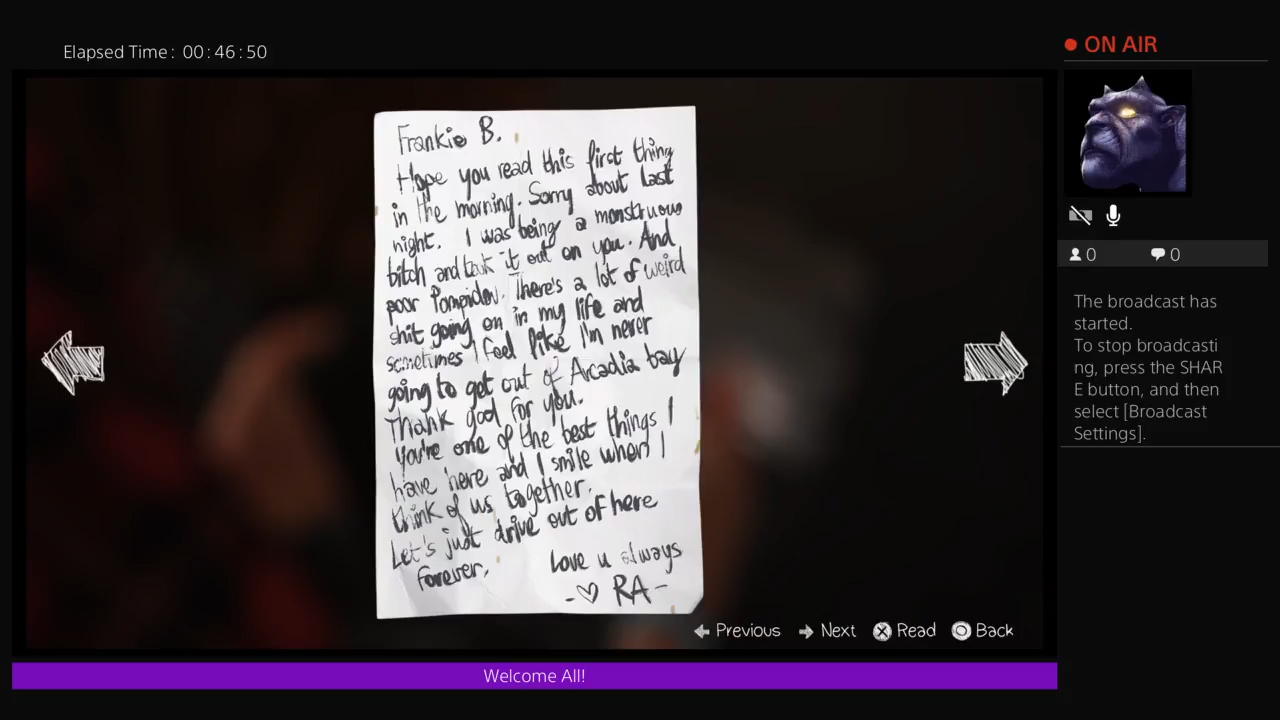 Elapsed Time: 00:46:50
ON AIR
Frankie B.
Hope you read this first thing
in the morning. Sorry about last
night. I was being a monstruous
bitch and took it out on you. And
poor Pompidou. There's a lot of weird
shit going on in my life and
sometimes I feel like I'm never
going to get out of Arcadia bay
Thank god for you.
You're one of the best things I
have here and I smile when I
think of us together.
Let's just drive out of here
forever.
Love u always
- ♡ RA -
Previous
Next
Read
Back
Welcome All!
0
0
The broadcast has
started.
To stop broadcasti
ng, press the SHAR
E button, and then
select [Broadcast
Settings].